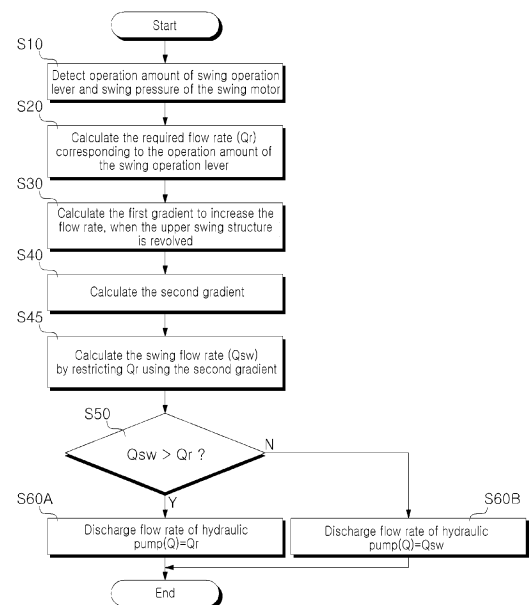 Start
S10
Detect operation amount of swing operation
lever and swing pressure of the swing motor
S20
Calculate the required flow rate (Qr)
corresponding to the operation amount of
the swing operation lever
S30
Calculate the first gradient to increase the
flow rate, when the upper swing structure
is revolved
S40
Calculate the second gradient
S45
Calculate the swing flow rate (Qsw)
by restricting Qr using the second gradient
S50
Qsw > Qr ?
N
Y
S60A
Discharge flow rate of hydraulic
pump(Q)=Qr
S60B
Discharge flow rate of hydraulic
pump(Q)=Qsw
End